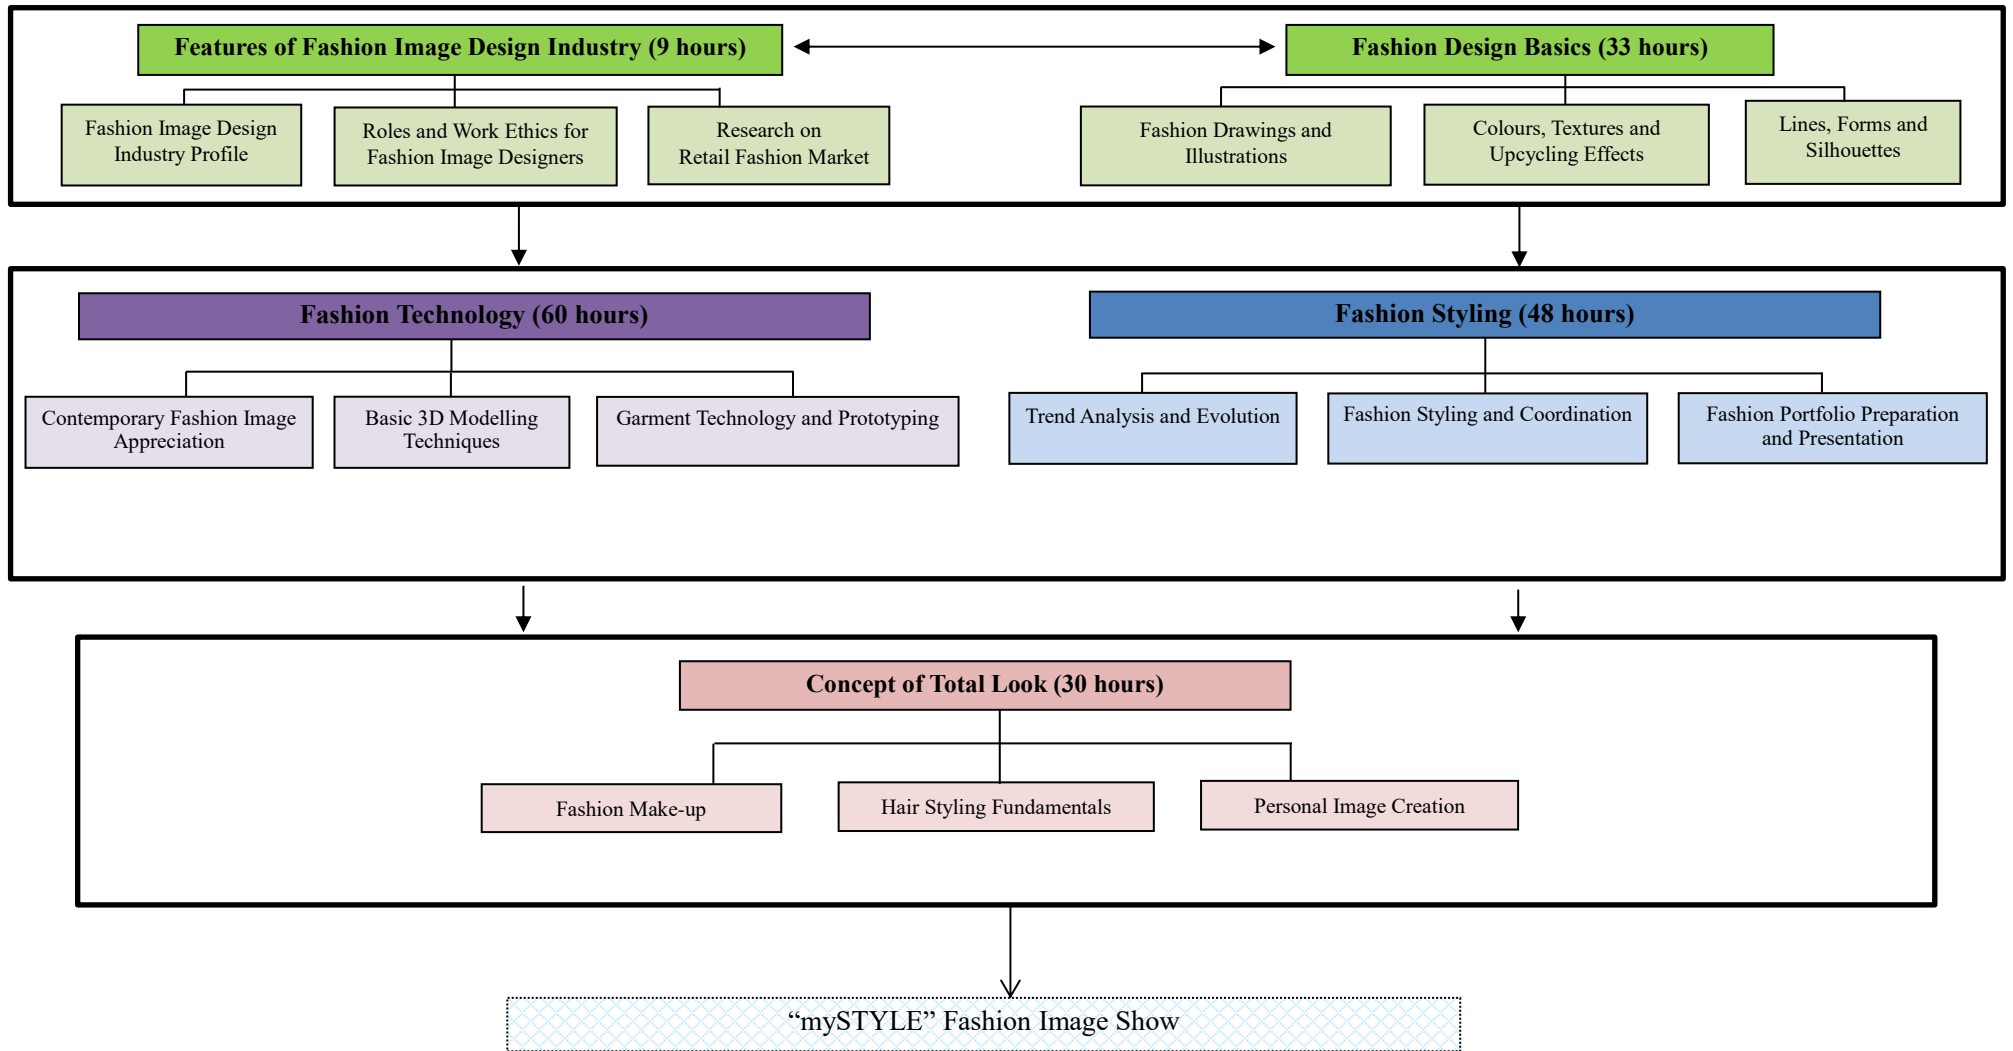 Features of Fashion Image Design Industry (9 hours)
Fashion Design Basics (33 hours)
Fashion Image Design
Industry Profile
Roles and Work Ethics for
Fashion Image Designers
Research on
Retail Fashion Market
Fashion Drawings and
Illustrations
Colours, Textures and
Upcycling Effects
Lines, Forms and
Silhouettes
Fashion Technology (60 hours)
Fashion Styling (48 hours)
Contemporary Fashion Image
Appreciation
Basic 3D Modelling
Techniques
Garment Technology and Prototyping
Trend Analysis and Evolution
Fashion Styling and Coordination
Fashion Portfolio Preparation
and Presentation
Concept of Total Look (30 hours)
Fashion Make-up
Hair Styling Fundamentals
Personal Image Creation
“mySTYLE” Fashion Image Show